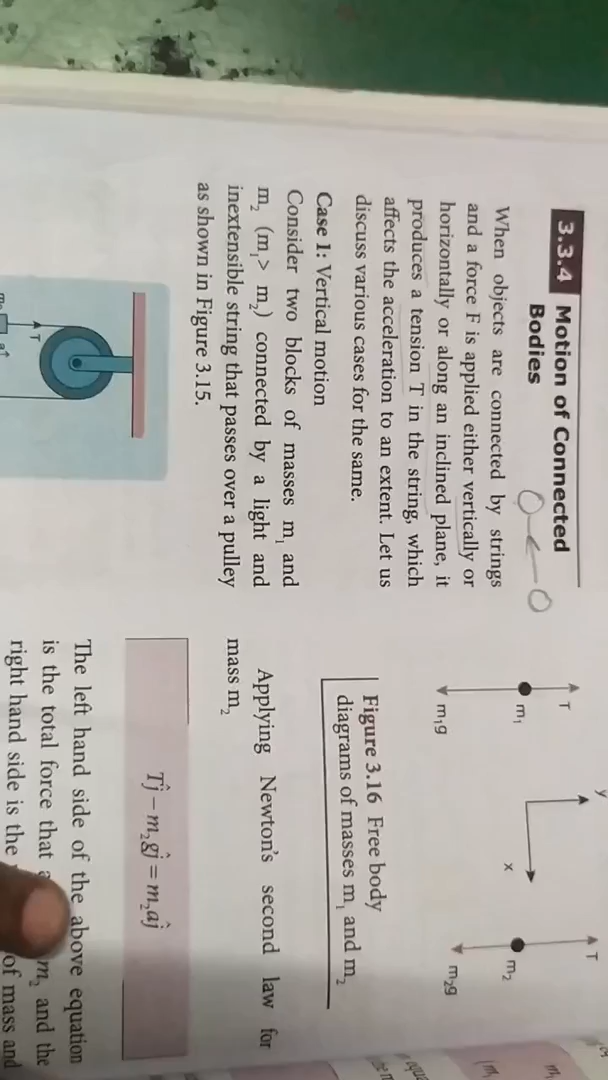 3.3.4 Motion of Connected
Bodies
When objects are connected by strings
and a force F is applied either vertically or
horizontally or along an inclined plane, it
produces a tension T in the string, which
affects the acceleration to an extent. Let us
discuss various cases for the same.
Case 1: Vertical motion
Consider two blocks of masses m₁ and
m₂ (m₁> m₂) connected by a light and
inextensible string that passes over a pulley
as shown in Figure 3.15.
T
T
m₁
m₁g
y
x
T
m₂
m₂g
Figure 3.16 Free body
diagrams of masses m₁ and m₂
Applying Newton's second law for
mass m₂
Tĵ – m₂gĵ = m₂aĵ
The left hand side of the above equation
is the total force that m₂ and the
right hand side is the of mass and